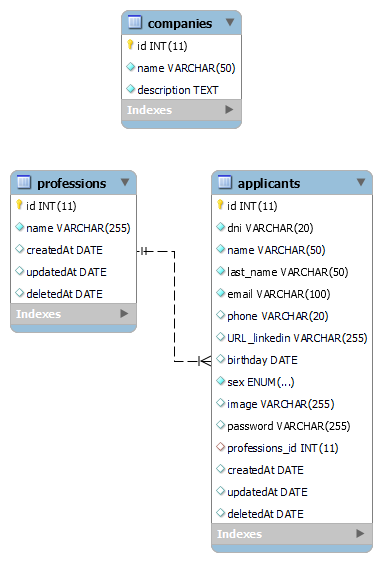 companies
id INT(11)
name VARCHAR(50)
description TEXT
Indexes
professions
id INT(11)
name VARCHAR(255)
createdAt DATE
updatedAt DATE
deletedAt DATE
Indexes
applicants
id INT(11)
dni VARCHAR(20)
name VARCHAR(50)
last_name VARCHAR(50)
email VARCHAR(100)
phone VARCHAR(20)
URL_linkedin VARCHAR(255)
birthday DATE
sex ENUM(...)
image VARCHAR(255)
password VARCHAR(255)
professions_id INT(11)
createdAt DATE
updatedAt DATE
deletedAt DATE
Indexes